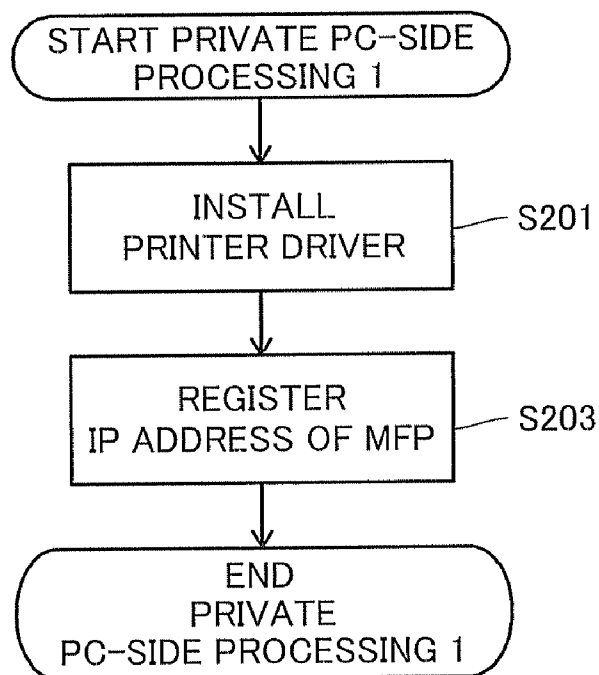 START PRIVATE PC-SIDE
PROCESSING 1
INSTALL
PRINTER DRIVER
S201
REGISTER
IP ADDRESS OF MFP
S203
END
PRIVATE
PC-SIDE PROCESSING 1